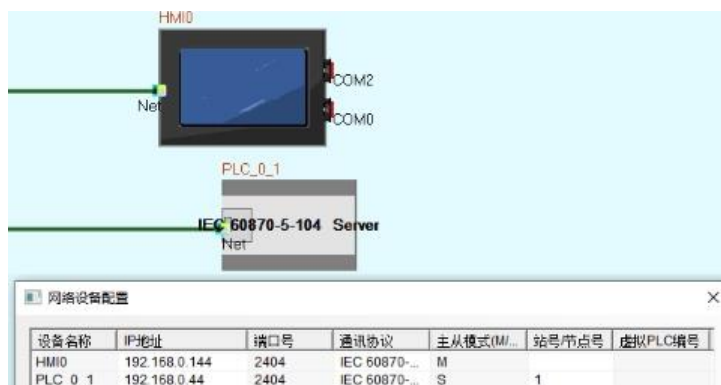 HMI0
COM2
Net
COM0
PLC_0_1
IEC 60870-5-104 Server
Net
网络设备配置
设备名称 IP地址 端口号 通讯协议 主从模式(M/... 站号/节点号 虚拟PLC编号
HMI0 192.168.0.144 2404 IEC 60870-... M
PLC_0_1 192.168.0.44 2404 IEC 60870-... S 1